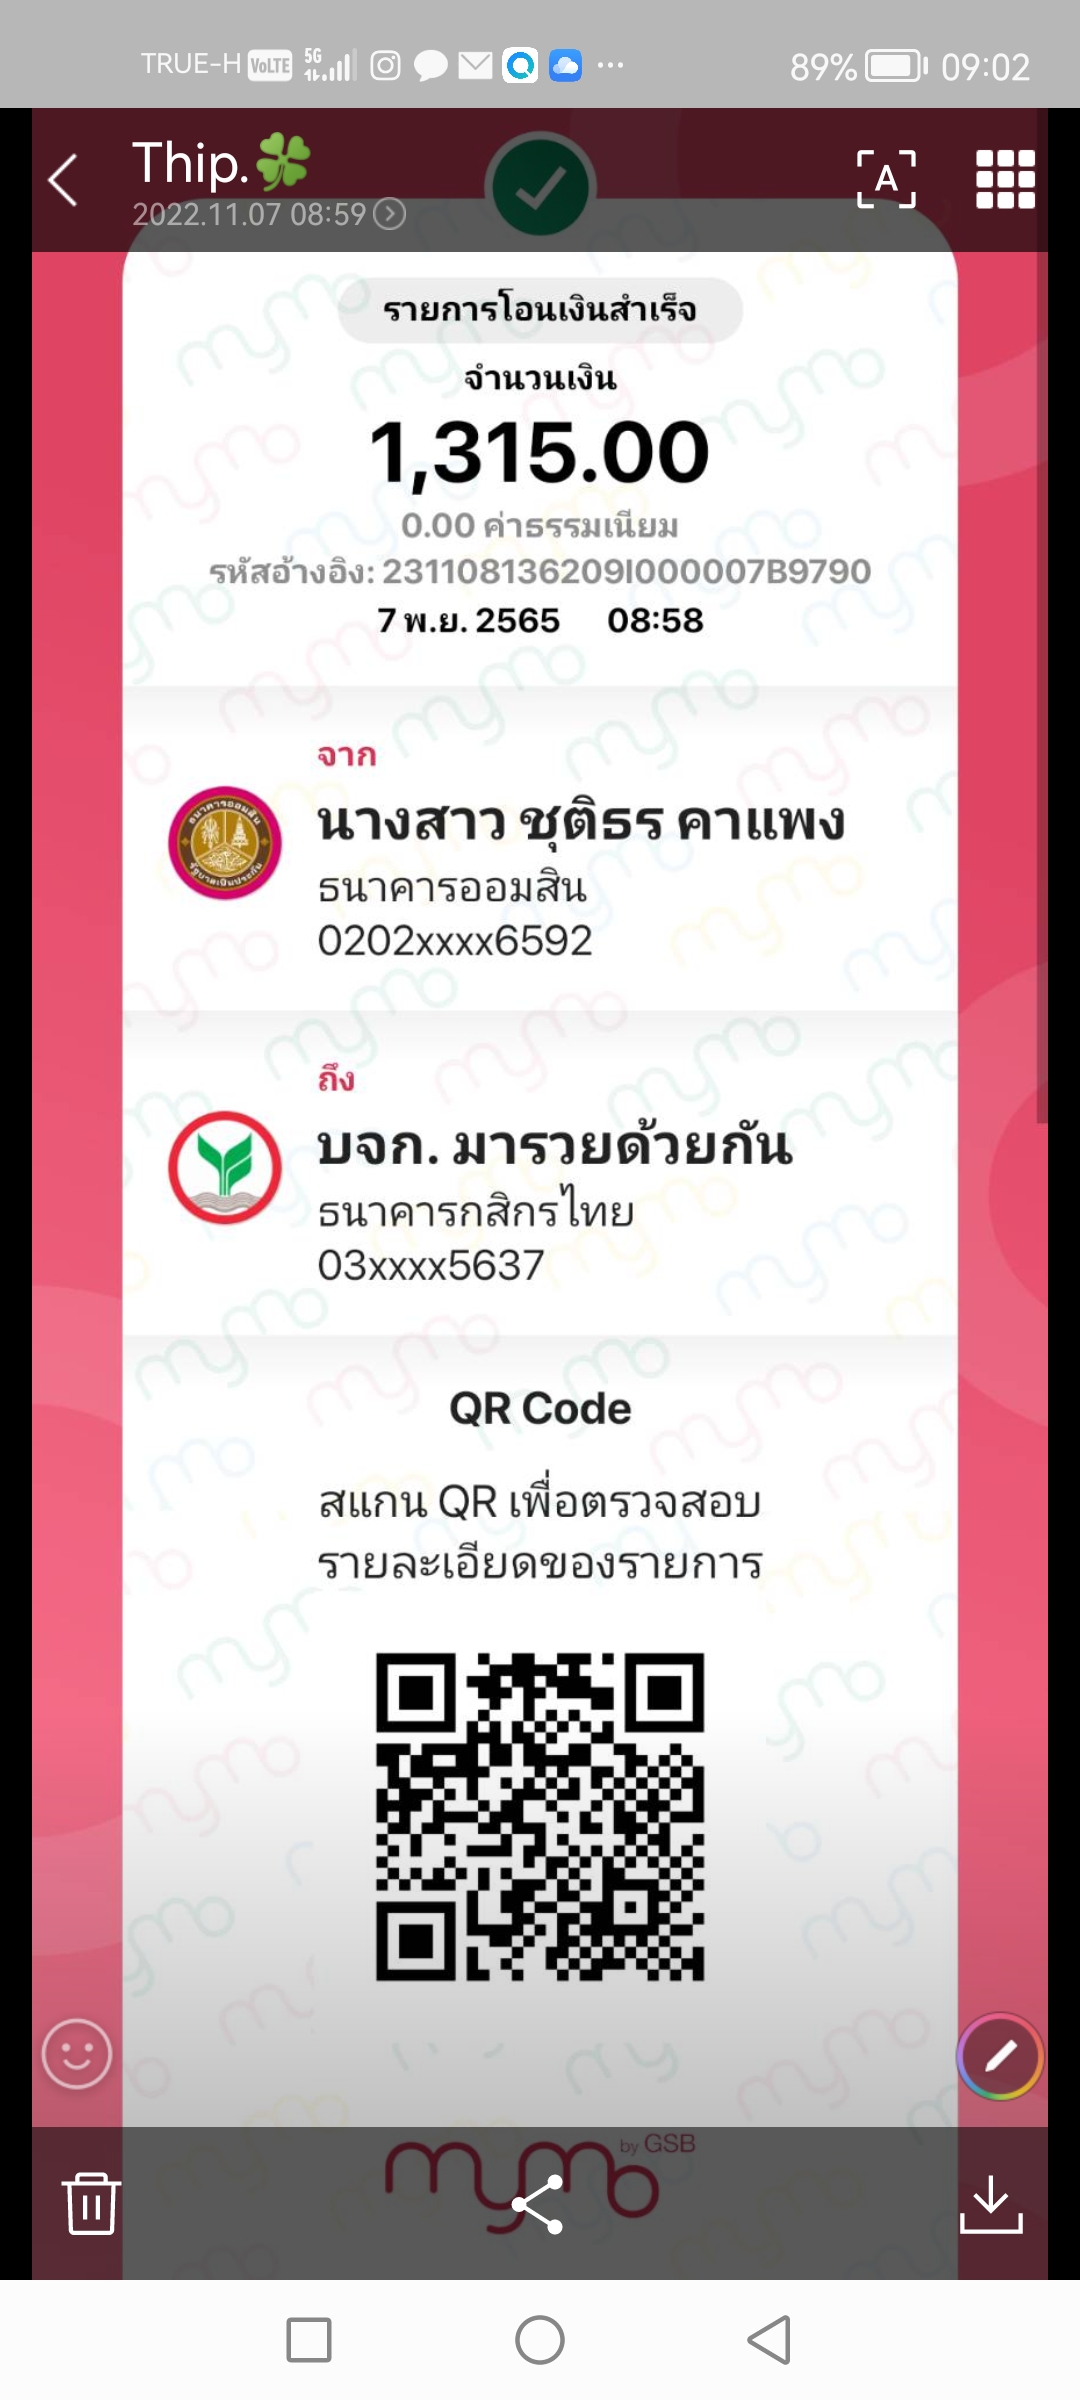 TRUE-H VoLTE 5G 89% 09:02
Thip.🍀
2022.11.07 08:59
A
รายการโอนเงินสำเร็จ
จำนวนเงิน
1,315.00
0.00 ค่าธรรมเนียม
รหัสอ้างอิง: 231108136209I000007B9790
7 พ.ย. 2565 08:58
จาก
นางสาว ชุติธร คาแพง
ธนาคารออมสิน
0202xxxx6592
ถึง
บจก. มารวยด้วยกัน
ธนาคารกสิกรไทย
03xxxx5637
QR Code
สแกน QR เพื่อตรวจสอบ
รายละเอียดของรายการ
mymo by GSB